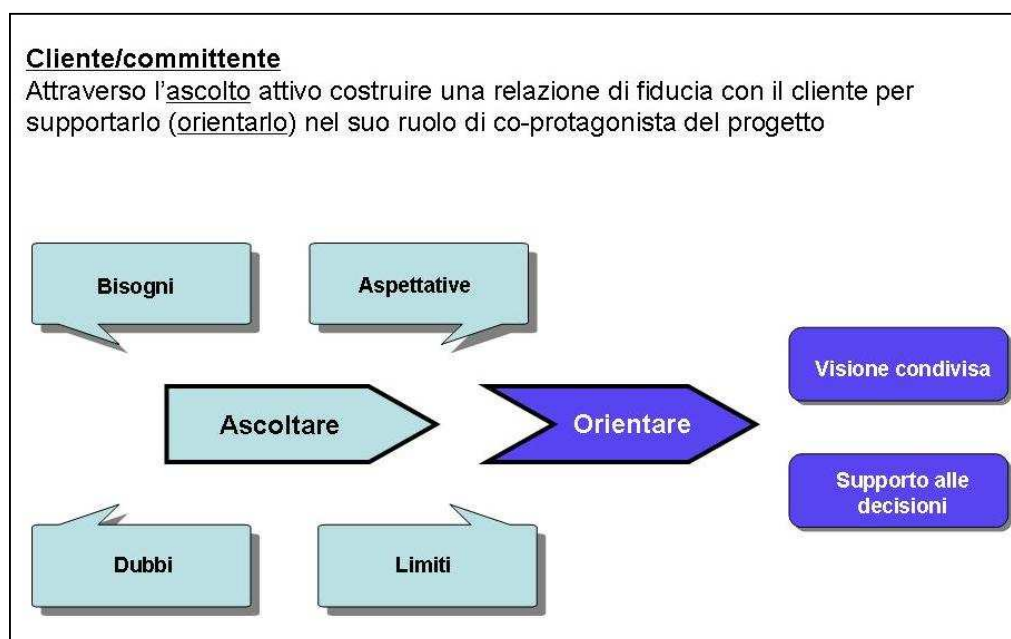 Cliente/committente
Attraverso l'ascolto attivo costruire una relazione di fiducia con il cliente per
supportarlo (orientarlo) nel suo ruolo di co-protagonista del progetto
Bisogni
Aspettative
Ascoltare
Orientare
Visione condivisa
Supporto alle
decisioni
Dubbi
Limiti